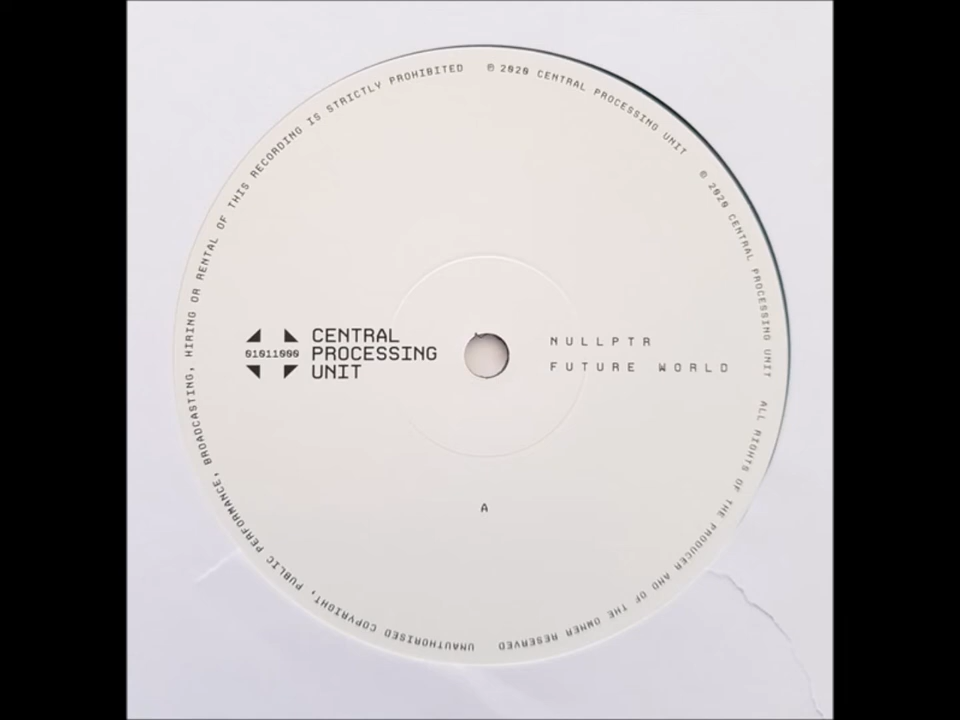 ℗ 2020 CENTRAL PROCESSING UNIT © 2020 CENTRAL PROCESSING UNIT ALL RIGHTS OF THE PRODUCER AND OF THE OWNER RESERVED UNAUTHORISED COPYRIGHT, PUBLIC PERFORMANCE, BROADCASTING, HIRING OR RENTAL OF THIS RECORDING IS STRICTLY PROHIBITED
01011000
CENTRAL
PROCESSING
UNIT
NULLPTR
FUTURE WORLD
A